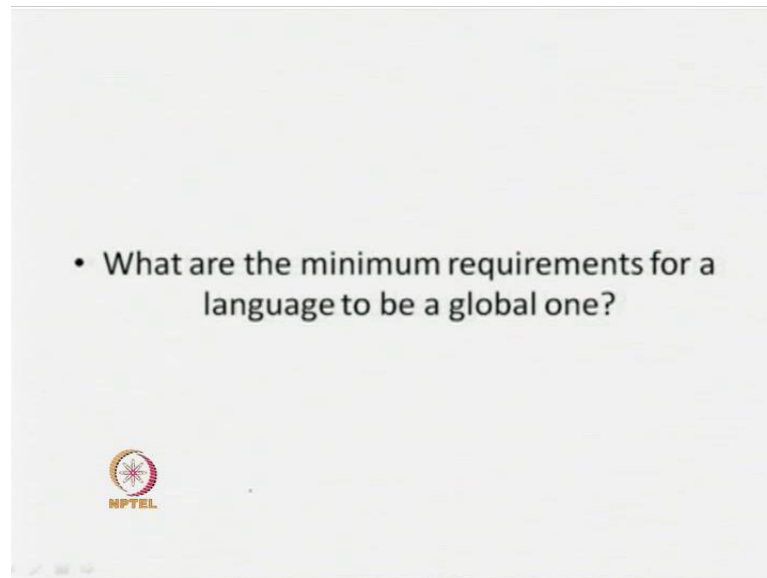 • What are the minimum requirements for a
language to be a global one?
NPTEL